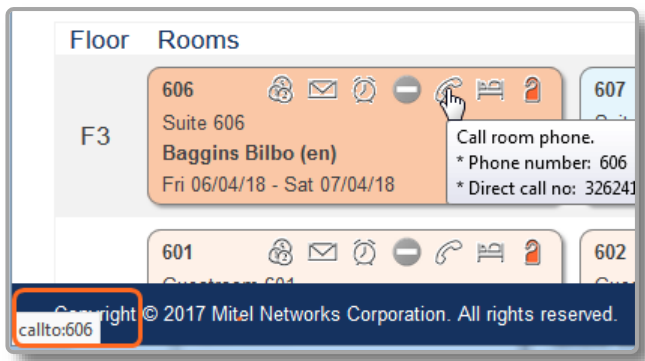 Floor Rooms
606
607
Suite 606
F3
Baggins Bilbo (en)
Fri 06/04/18 - Sat 07/04/18
Call room phone.
* Phone number: 606
* Direct call no: 326241
601
602
601
Copyright © 2017 Mitel Networks Corporation. All rights reserved.
callto:606